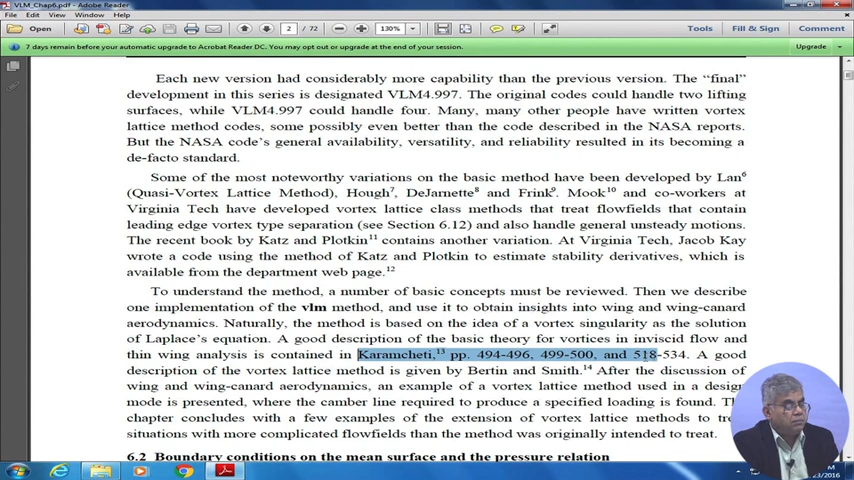 VLM_Chap6.pdf - Adobe Reader
File Edit View Window Help
Open 2 / 72 130% Tools Fill & Sign Comment
7 days remain before your automatic upgrade to Acrobat Reader DC. You may opt out or upgrade at the end of your session. Upgrade
Each new version had considerably more capability than the previous version. The “final”
development in this series is designated VLM4.997. The original codes could handle two lifting
surfaces, while VLM4.997 could handle four. Many, many other people have written vortex
lattice method codes, some possibly even better than the code described in the NASA reports.
But the NASA code's general availability, versatility, and reliability resulted in its becoming a
de-facto standard.
Some of the most noteworthy variations on the basic method have been developed by Lan6
(Quasi-Vortex Lattice Method), Hough7, DeJarnette8 and Frink9. Mook10 and co-workers at
Virginia Tech have developed vortex lattice class methods that treat flowfields that contain
leading edge vortex type separation (see Section 6.12) and also handle general unsteady motions.
The recent book by Katz and Plotkin11 contains another variation. At Virginia Tech, Jacob Kay
wrote a code using the method of Katz and Plotkin to estimate stability derivatives, which is
available from the department web page.12
To understand the method, a number of basic concepts must be reviewed. Then we describe
one implementation of the vlm method, and use it to obtain insights into wing and wing-canard
aerodynamics. Naturally, the method is based on the idea of a vortex singularity as the solution
of Laplace's equation. A good description of the basic theory for vortices in inviscid flow and
thin wing analysis is contained in Karamcheti,13 pp. 494-496, 499-500, and 518-534. A good
description of the vortex lattice method is given by Bertin and Smith.14 After the discussion of
wing and wing-canard aerodynamics, an example of a vortex lattice method used in a design
mode is presented, where the camber line required to produce a specified loading is found.
chapter concludes with a few examples of the extension of vortex lattice methods to
situations with more complicated flowfields than the method was originally intended to treat.
6.2 Boundary conditions on the mean surface and the pressure relation